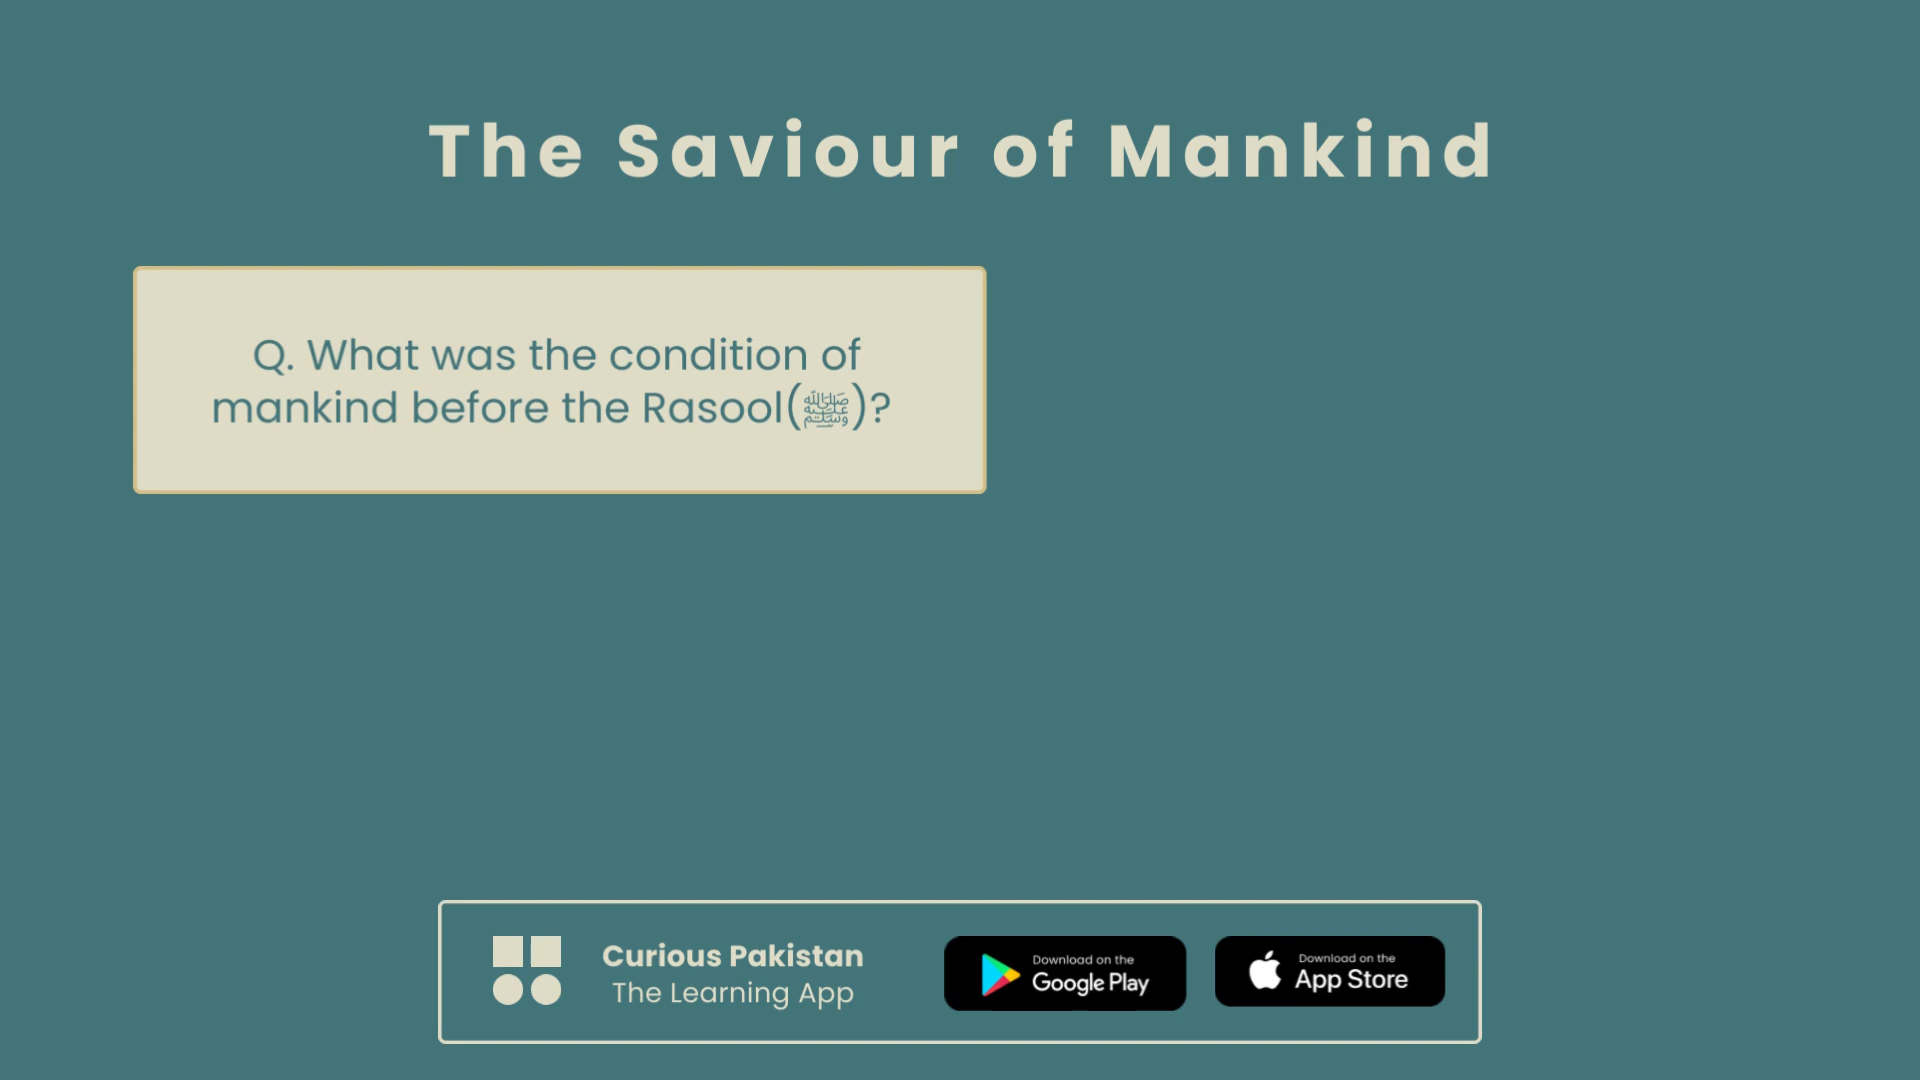 The Saviour of Mankind
Q. What was the condition of
mankind before the Rasool(ﷺ)?
Curious Pakistan
The Learning App
Download on the
Google Play
Download on the
App Store